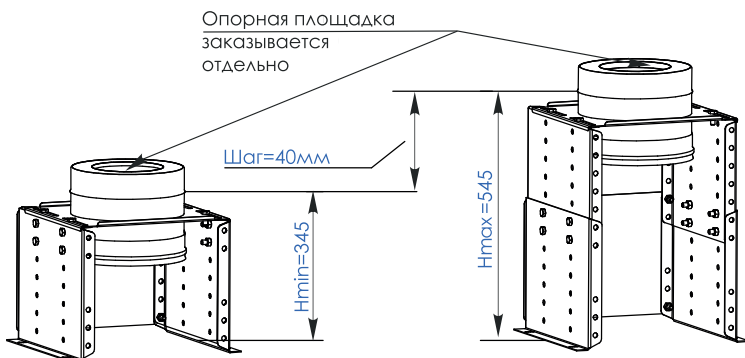 Опорная площадка
заказывается
отдельно
Шаг=40мм
Hmin=345
Hmax=545